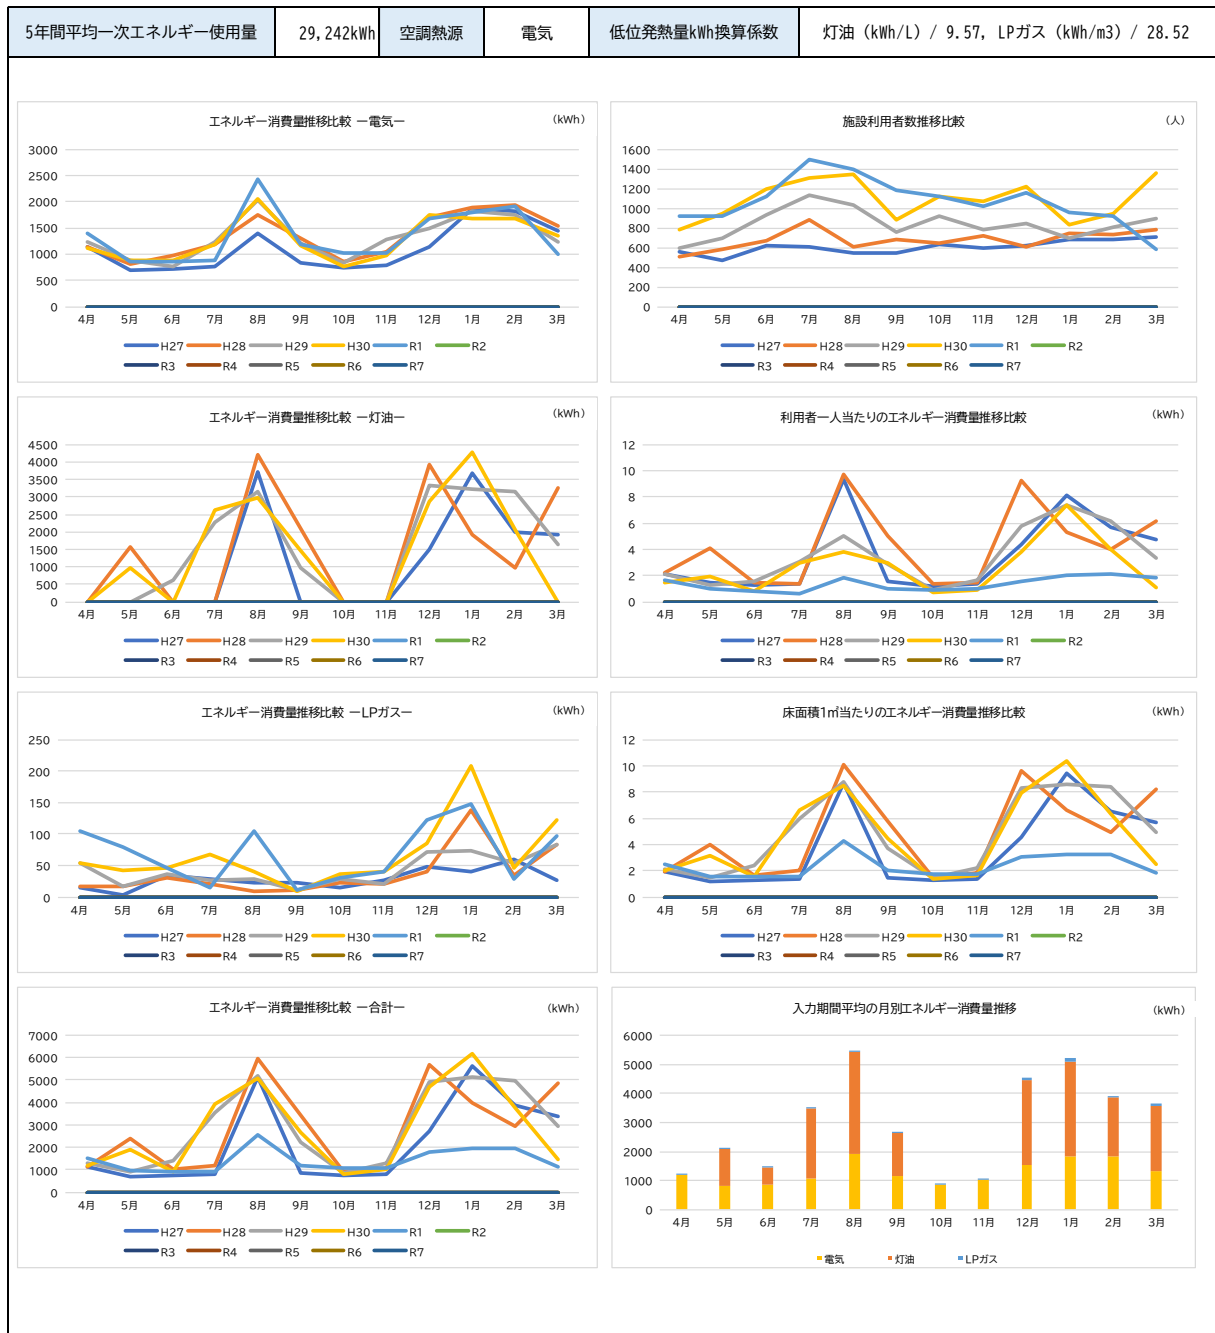 5年間平均一次エネルギー使用量 29,242kWh 空調熱源 電気 低位発熱量kWh換算係数 灯油（kWh/L）/ 9.57, LPガス（kWh/m3）/ 28.52
エネルギー消費量推移比較 ー電気ー (kWh)
3000
2500
2000
1500
1000
500
0
4月 5月 6月 7月 8月 9月 10月 11月 12月 1月 2月 3月
H27 H28 H29 H30 R1 R2
R3 R4 R5 R6 R7
施設利用者数推移比較 (人)
1600
1400
1200
1000
800
600
400
200
0
4月 5月 6月 7月 8月 9月 10月 11月 12月 1月 2月 3月
H27 H28 H29 H30 R1 R2
R3 R4 R5 R6 R7
エネルギー消費量推移比較 ー灯油ー (kWh)
4500
4000
3500
3000
2500
2000
1500
1000
500
0
4月 5月 6月 7月 8月 9月 10月 11月 12月 1月 2月 3月
H27 H28 H29 H30 R1 R2
R3 R4 R5 R6 R7
利用者一人当たりのエネルギー消費量推移比較 (kWh)
12
10
8
6
4
2
0
4月 5月 6月 7月 8月 9月 10月 11月 12月 1月 2月 3月
H27 H28 H29 H30 R1 R2
R3 R4 R5 R6 R7
エネルギー消費量推移比較 ーLPガスー (kWh)
250
200
150
100
50
0
4月 5月 6月 7月 8月 9月 10月 11月 12月 1月 2月 3月
H27 H28 H29 H30 R1 R2
R3 R4 R5 R6 R7
床面積1㎡当たりのエネルギー消費量推移比較 (kWh)
12
10
8
6
4
2
0
4月 5月 6月 7月 8月 9月 10月 11月 12月 1月 2月 3月
H27 H28 H29 H30 R1 R2
R3 R4 R5 R6 R7
エネルギー消費量推移比較 ー合計ー (kWh)
7000
6000
5000
4000
3000
2000
1000
0
4月 5月 6月 7月 8月 9月 10月 11月 12月 1月 2月 3月
H27 H28 H29 H30 R1 R2
R3 R4 R5 R6 R7
入力期間平均の月別エネルギー消費量推移 (kWh)
6000
5000
4000
3000
2000
1000
0
4月 5月 6月 7月 8月 9月 10月 11月 12月 1月 2月 3月
電気 灯油 LPガス